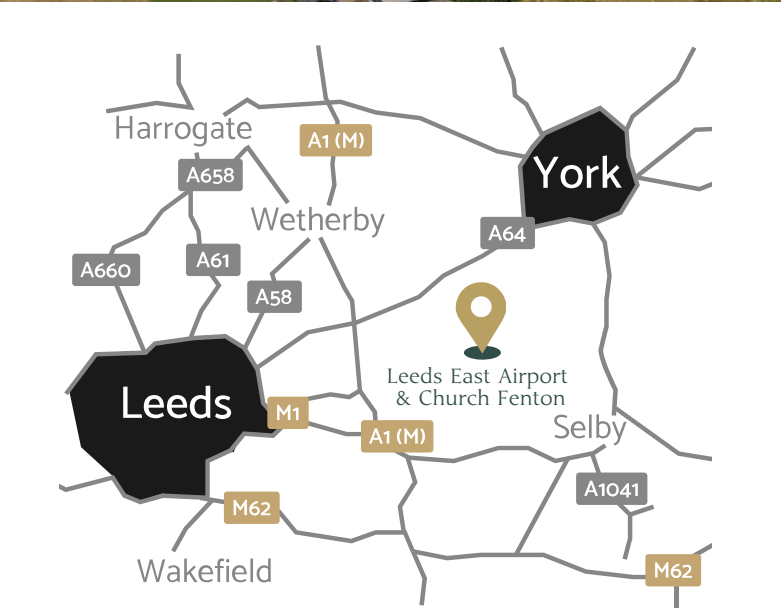 Harrogate
A1 (M)
York
A658
Wetherby
A64
A61
A660
A58
Leeds East Airport
& Church Fenton
Leeds
M1
Selby
A1 (M)
A1041
M62
Wakefield
M62